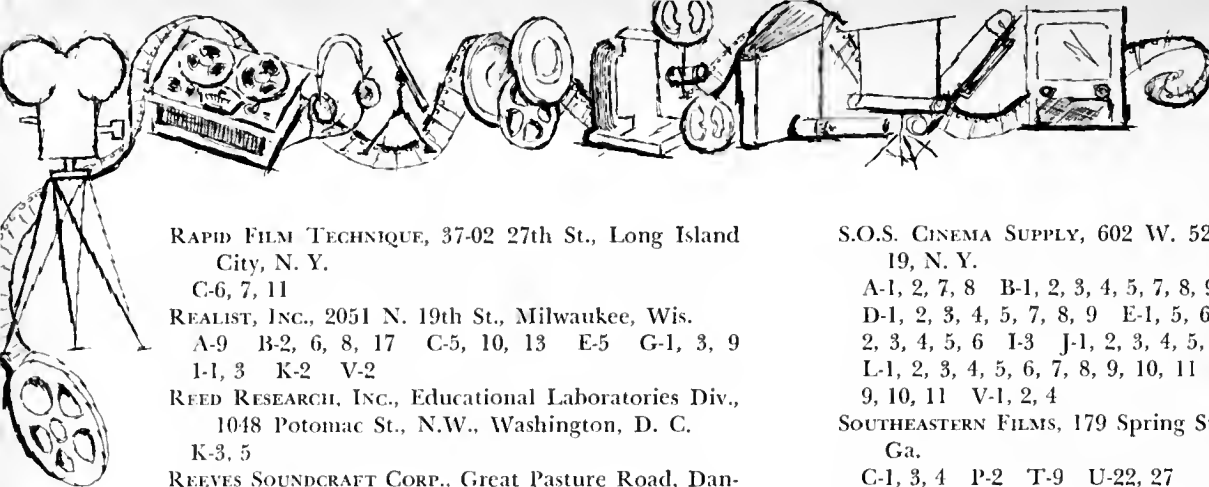 RAPID FILM TECHNIQUE, 37-02 27th St., Long Island
City, N. Y.
C-6, 7, 11
REALIST, INC., 2051 N. 19th St., Milwaukee, Wis.
A-9 B-2, 6, 8, 17 C-5, 10, 13 E-5 G-1, 3, 9
I-1, 3 K-2 V-2
REED RESEARCH, INC., Educational Laboratories Div.,
1048 Potomac St., N.W., Washington, D. C.
K-3, 5
REEVES SOUNDCRAFT CORP., Great Pasture Road, Dan-
S.O.S. CINEMA SUPPLY, 602 W. 52
19, N. Y.
A-1, 2, 7, 8 B-1, 2, 3, 4, 5, 7, 8, 9
D-1, 2, 3, 4, 5, 7, 8, 9 E-1, 5, 6
2, 3, 4, 5, 6 I-3 J-1, 2, 3, 4, 5,
L-1, 2, 3, 4, 5, 6, 7, 8, 9, 10, 11
9, 10, 11 V-1, 2, 4
SOUTHEASTERN FILMS, 179 Spring S
Ga.
C-1, 3, 4 P-2 T-9 U-22, 27